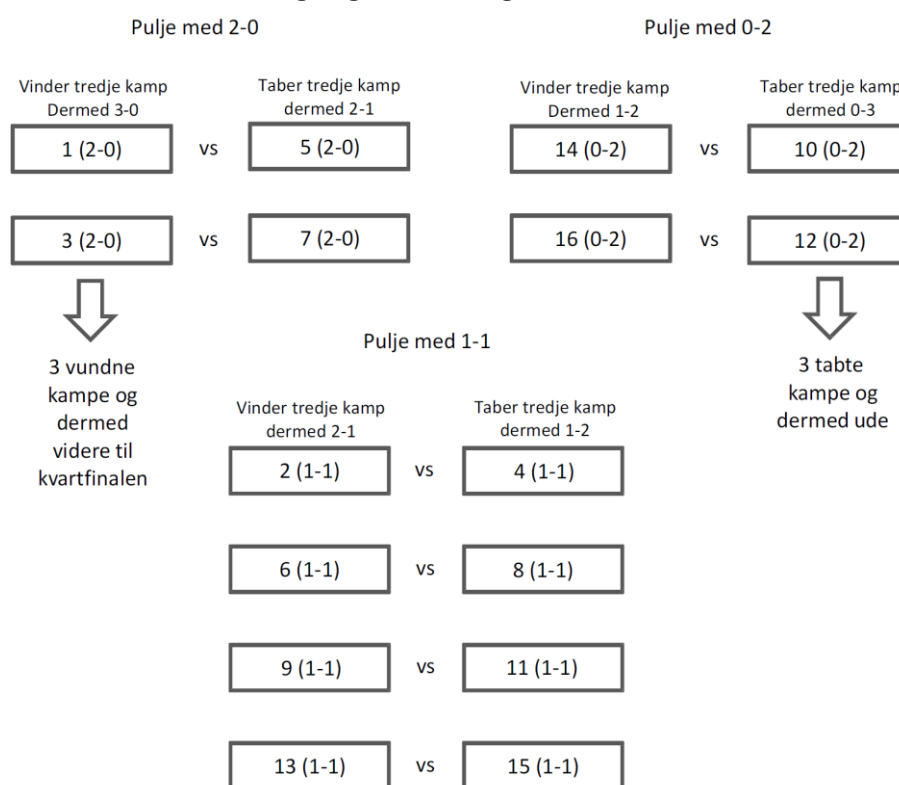 Pulje med 2-0
Pulje med 0-2
Vinder tredje kamp
Dermed 3-0
Taber tredje kamp
dermed 2-1
Vinder tredje kamp
Dermed 1-2
Taber tredje kamp
dermed 0-3
1 (2-0) vs 5 (2-0)
14 (0-2) vs 10 (0-2)
3 (2-0) vs 7 (2-0)
16 (0-2) vs 12 (0-2)
3 vundne
kampe og
dermed
videre til
kvartfinalen
3 tabte
kampe og
dermed ude
Pulje med 1-1
Vinder tredje kamp
dermed 2-1
Taber tredje kamp
dermed 1-2
2 (1-1) vs 4 (1-1)
6 (1-1) vs 8 (1-1)
9 (1-1) vs 11 (1-1)
13 (1-1) vs 15 (1-1)